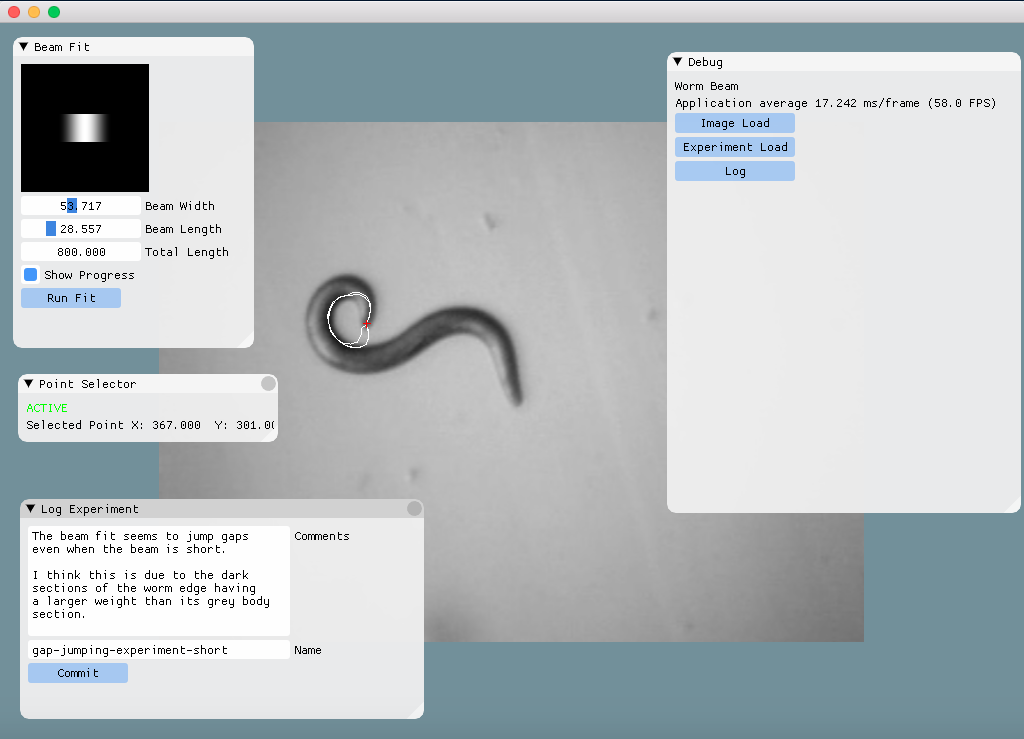 Beam Fit
53.717 Beam Width
28.557 Beam Length
800.000 Total Length
Show Progress
Run Fit
Point Selector
ACTIVE
Selected Point X: 367.000 Y: 301.00
Log Experiment
The beam fit seems to jump gaps
even when the beam is short.
I think this is due to the dark
sections of the worm edge having
a larger weight than its grey body
section.
Comments
gap-jumping-experiment-short Name
Commit
Debug
Worm Beam
Application average 17.242 ms/frame (58.0 FPS)
Image Load
Experiment Load
Log